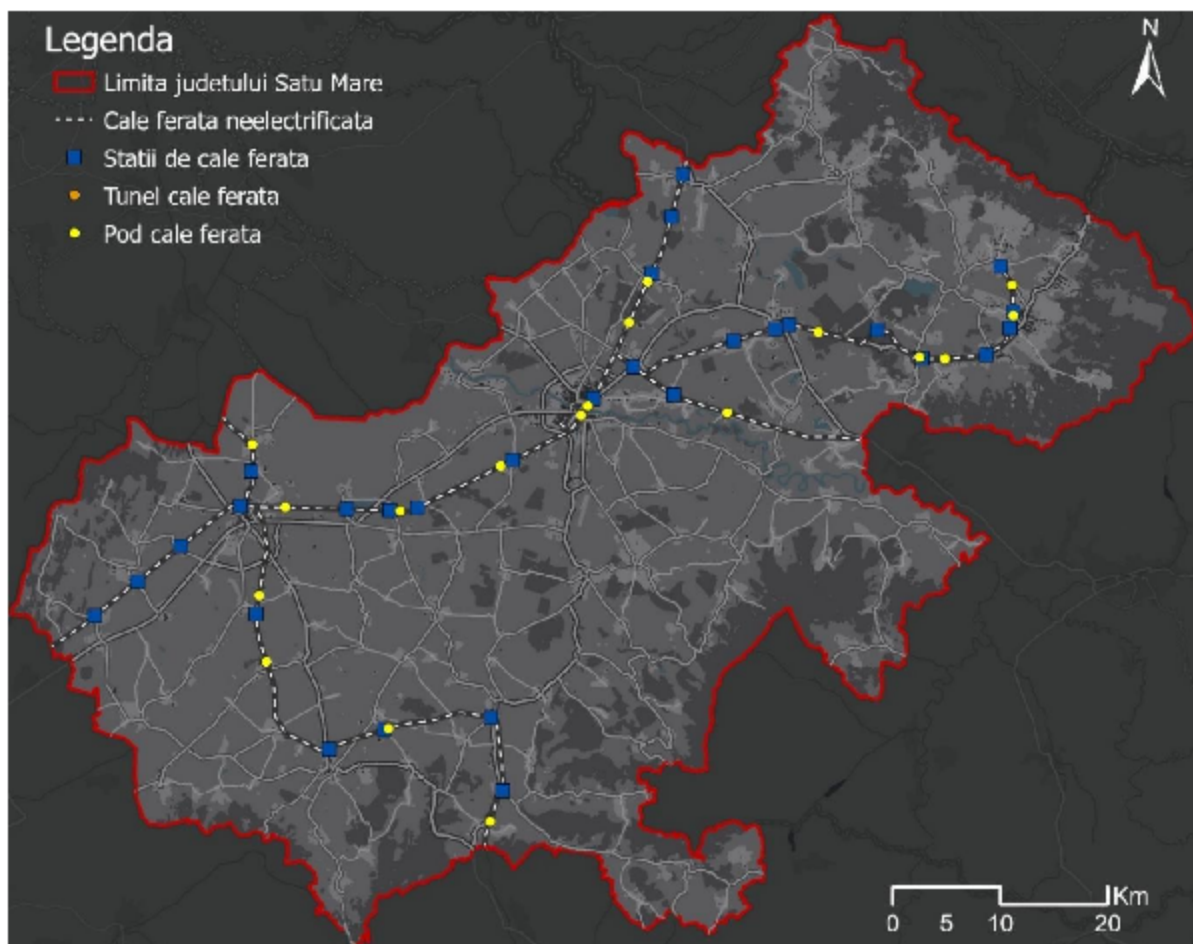 Legenda
Limita judetului Satu Mare
Cale ferata neelectrificata
Statii de cale ferata
Tunel cale ferata
Pod cale ferata
N
Km
0 5 10 20